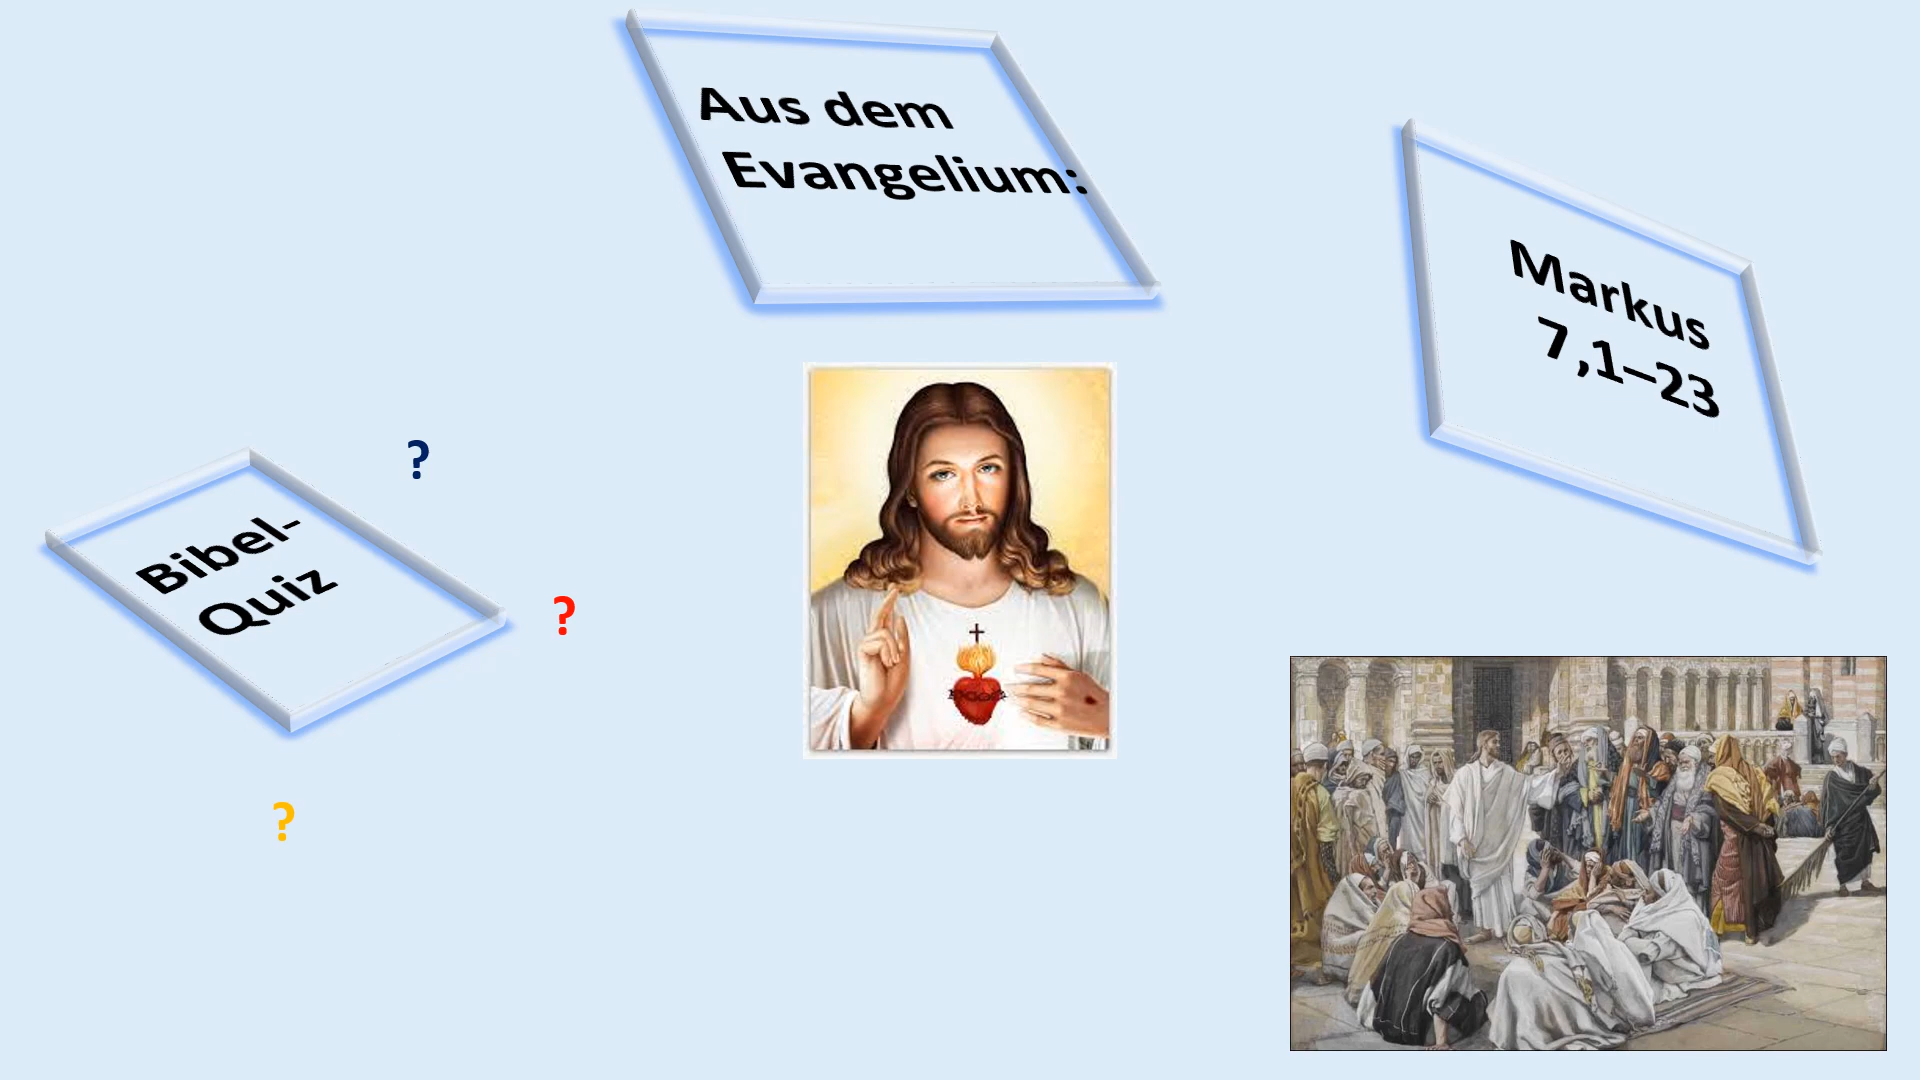 Aus dem
Evangelium:
Markus
7,1–23
Bibel-
Quiz
?
?
?